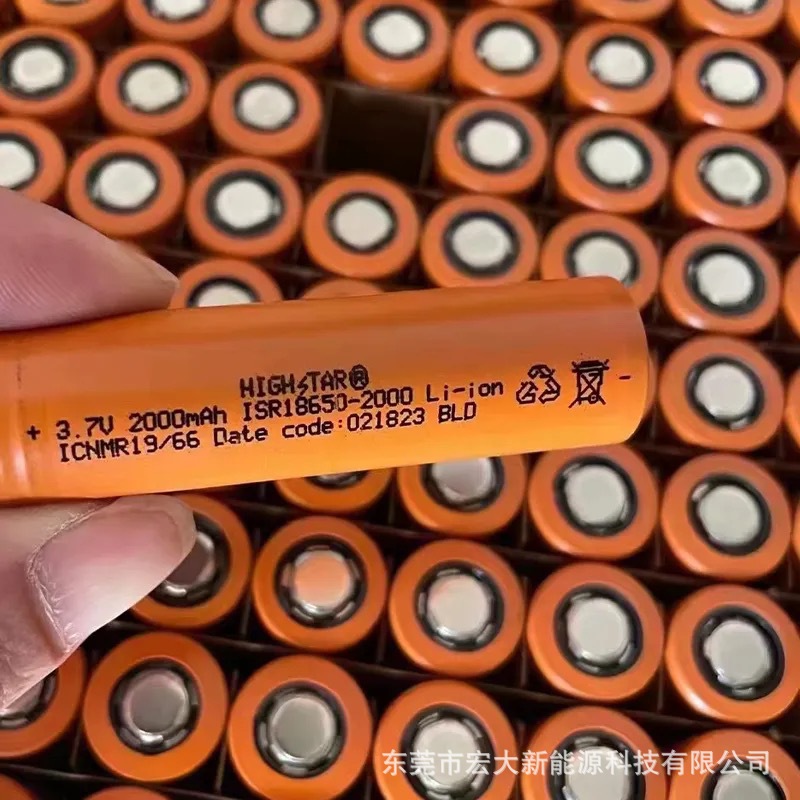 HIGHSTAR®
+ 3.7V 2000mAh ISR18650-2000 Li-ion -
ICNMR19/66 Date code:021823 BLD
东莞市宏大新能源科技有限公司